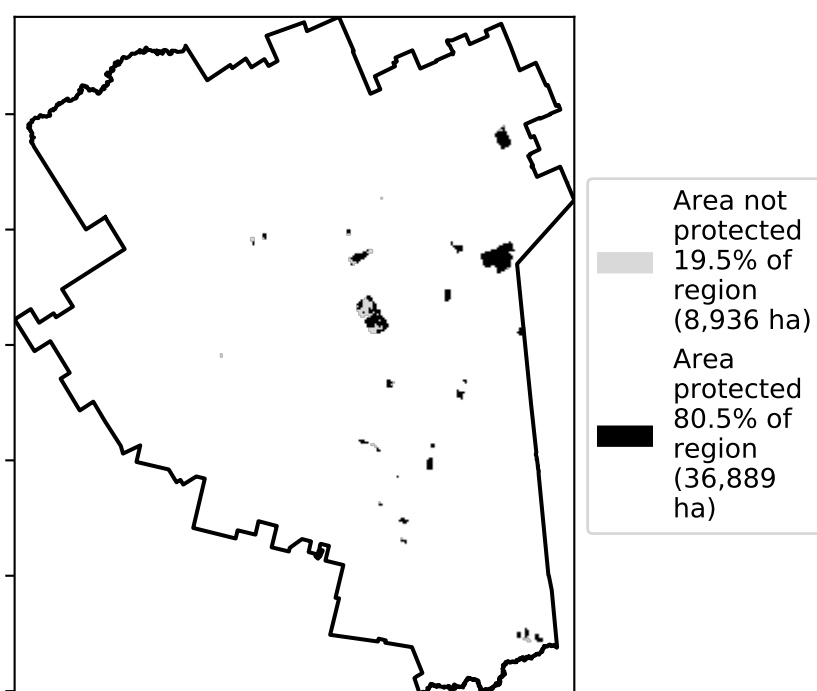 Area not
protected
19.5% of
region
(8,936 ha)
Area
protected
80.5% of
region
(36,889
ha)